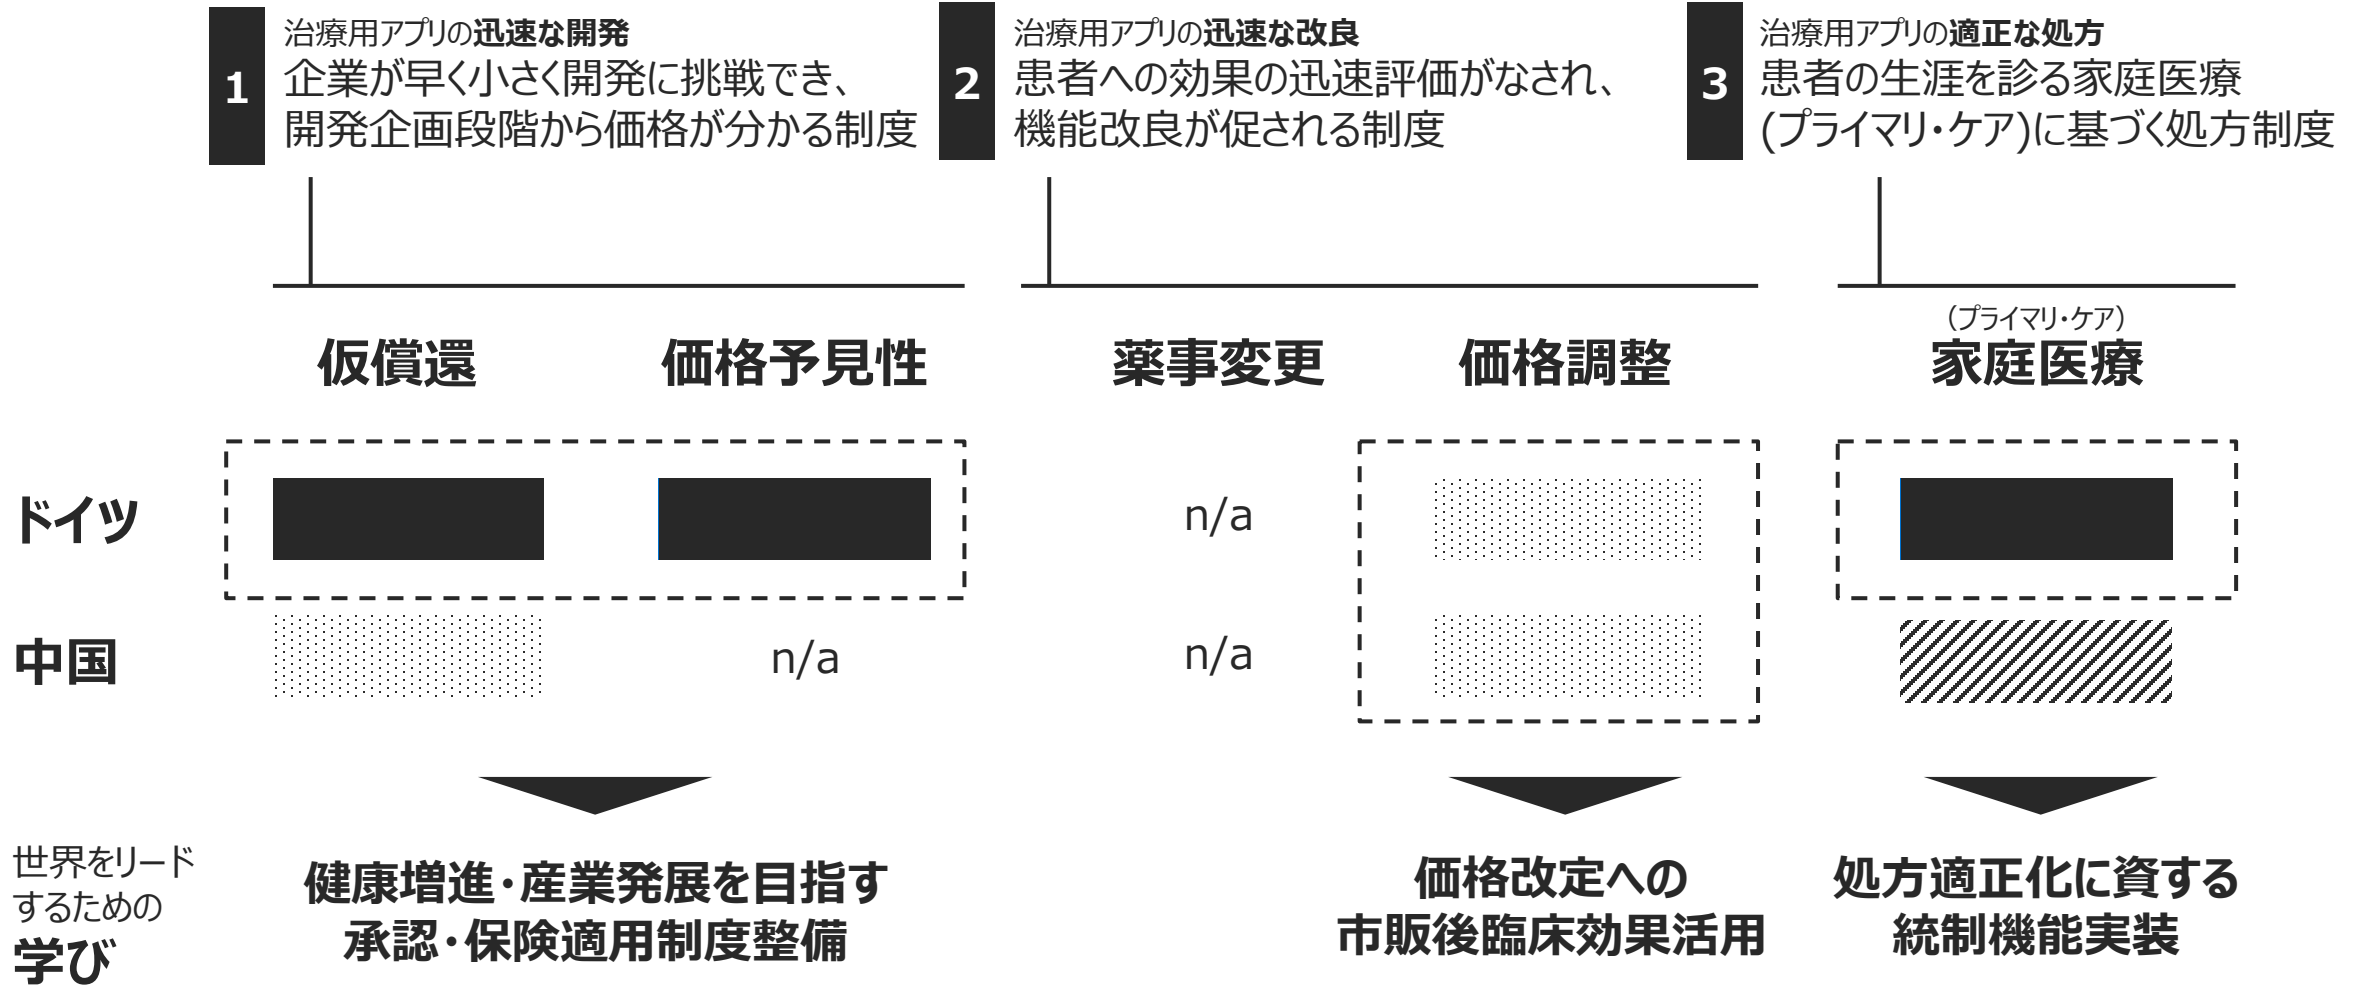 1
治療用アプリの迅速な開発
企業が早く小さく開発に挑戦でき、
開発企画段階から価格が分かる制度
2
治療用アプリの迅速な改良
患者への効果の迅速評価がなされ、
機能改良が促される制度
3
治療用アプリの適正な処方
患者の生涯を診る家庭医療
(プライマリ・ケア)に基づく処方制度
仮償還
価格予見性
薬事変更
価格調整
（プライマリ・ケア）
家庭医療
ドイツ
n/a
中国
n/a
n/a
世界をリード
するための
学び
健康増進・産業発展を目指す
承認・保険適用制度整備
価格改定への
市販後臨床効果活用
処方適正化に資する
統制機能実装